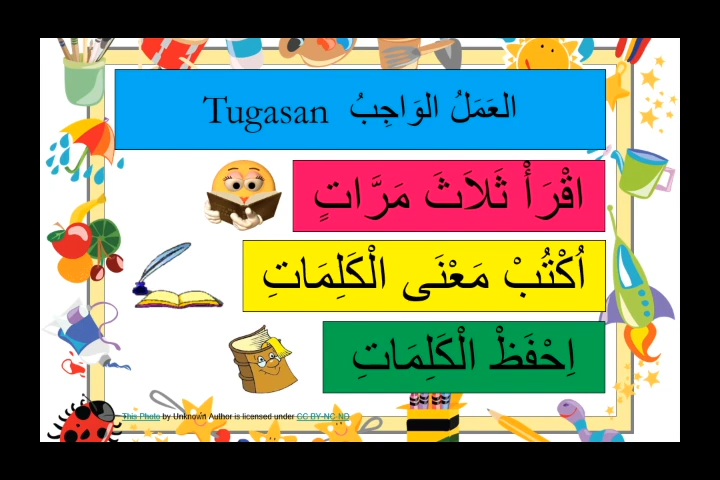 العَمَلُ الوَاجِبُ Tugasan
اقْرَأْ ثَلاَثَ مَرَّاتٍ
اُكْتُبْ مَعْنَى الْكَلِمَاتِ
اِحْفَظْ الْكَلِمَاتِ
This Photo by Unknown Author is licensed under CC BY-NC-ND